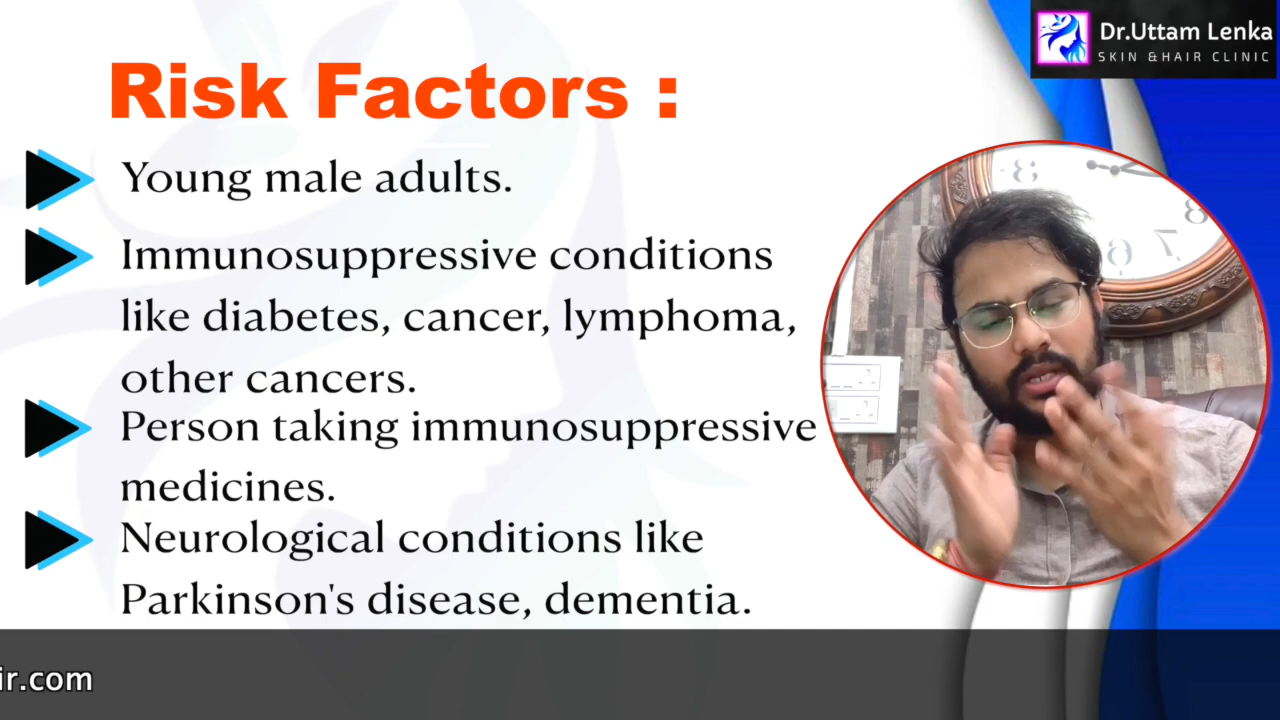 Dr.Uttam Lenka
SKIN &HAIR CLINIC
Risk Factors :
Young male adults.
Immunosuppressive conditions
like diabetes, cancer, lymphoma,
other cancers.
Person taking immunosuppressive
medicines.
Neurological conditions like
Parkinson's disease, dementia.
ir.com